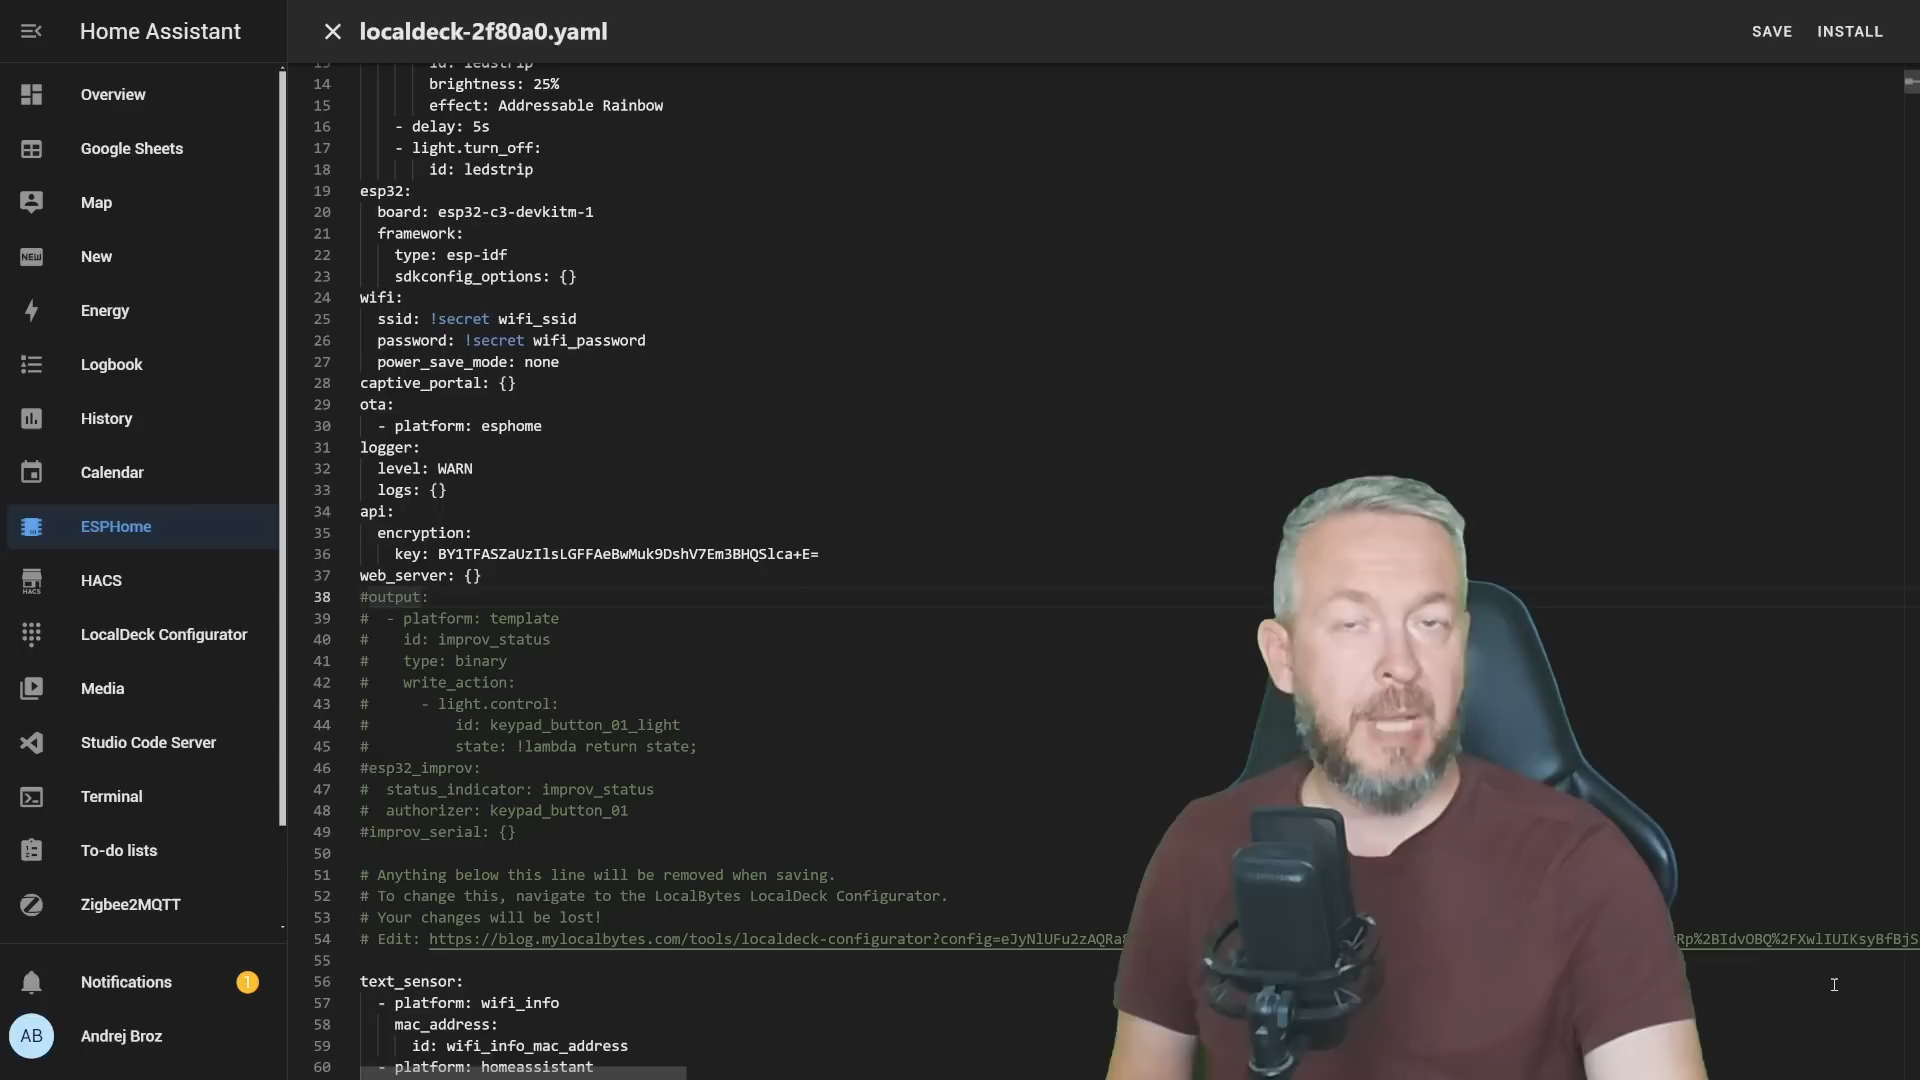 Home Assistant
localdeck-2f80a0.yaml
SAVE
INSTALL
Overview
Google Sheets
Map
NEW
New
Energy
Logbook
History
Calendar
ESPHome
HACS
HACS
LocalDeck Configurator
Media
Studio Code Server
Terminal
To-do lists
Zigbee2MQTT
Notifications
1
AB
Andrej Broz
13 id: ledstrip
14 brightness: 25%
15 effect: Addressable Rainbow
16 - delay: 5s
17 - light.turn_off:
18 id: ledstrip
19 esp32:
20 board: esp32-c3-devkitm-1
21 framework:
22 type: esp-idf
23 sdkconfig_options: {}
24 wifi:
25 ssid: !secret wifi_ssid
26 password: !secret wifi_password
27 power_save_mode: none
28 captive_portal: {}
29 ota:
30 - platform: esphome
31 logger:
32 level: WARN
33 logs: {}
34 api:
35 encryption:
36 key: BY1TFASZaUzIlsLGFFAeBwMuk9DshV7Em3BHQSlca+E=
37 web_server: {}
38 #output:
39 # - platform: template
40 # id: improv_status
41 # type: binary
42 # write_action:
43 # - light.control:
44 # id: keypad_button_01_light
45 # state: !lambda return state;
46 #esp32_improv:
47 # status_indicator: improv_status
48 # authorizer: keypad_button_01
49 #improv_serial: {}
50
51 # Anything below this line will be removed when saving.
52 # To change this, navigate to the LocalBytes LocalDeck Configurator.
53 # Your changes will be lost!
54 # Edit: https://blog.mylocalbytes.com/tools/localdeck-configurator?config=eJyNlUFu2zAQRa Rp%2BIdvOBQ%2FXwlIUIKsyBfBjS
55
56 text_sensor:
57 - platform: wifi_info
58 mac_address:
59 id: wifi_info_mac_address
60 - platform: homeassistant